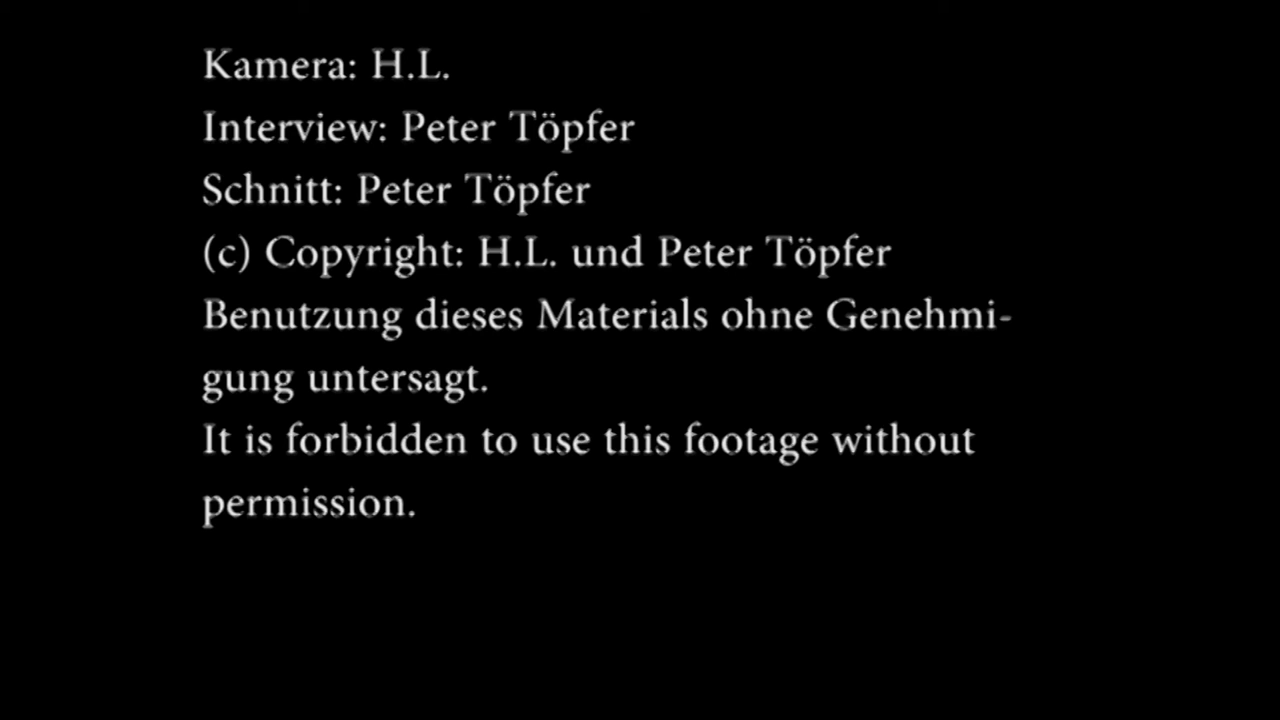 Kamera: H.L.
Interview: Peter Töpfer
Schnitt: Peter Töpfer
(c) Copyright: H.L. und Peter Töpfer
Benutzung dieses Materials ohne Genehmi-
gung untersagt.
It is forbidden to use this footage without
permission.